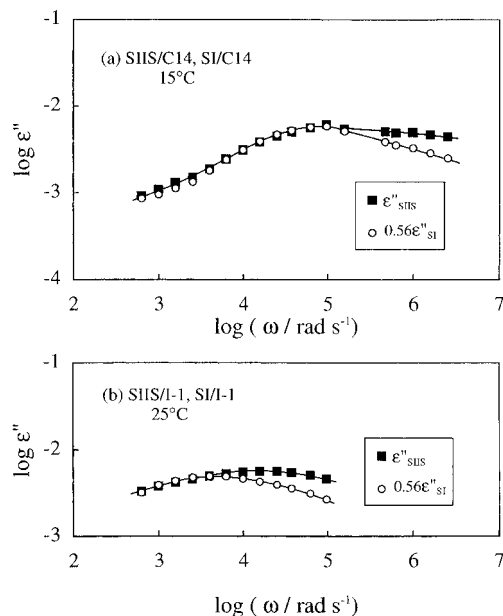 -1
(a) SIIS/C14, SI/C14
15°C
-2
log ε"
-3
■ ε"SIIS
○ 0.56ε"SI
-4
2 3 4 5 6 7
log ( ω / rad s⁻¹)
-1
(b) SIIS/I-1, SI/I-1
25°C
log ε"
-2
■ ε"SIIS
○ 0.56ε"SI
-3
2 3 4 5 6 7
log ( ω / rad s⁻¹)